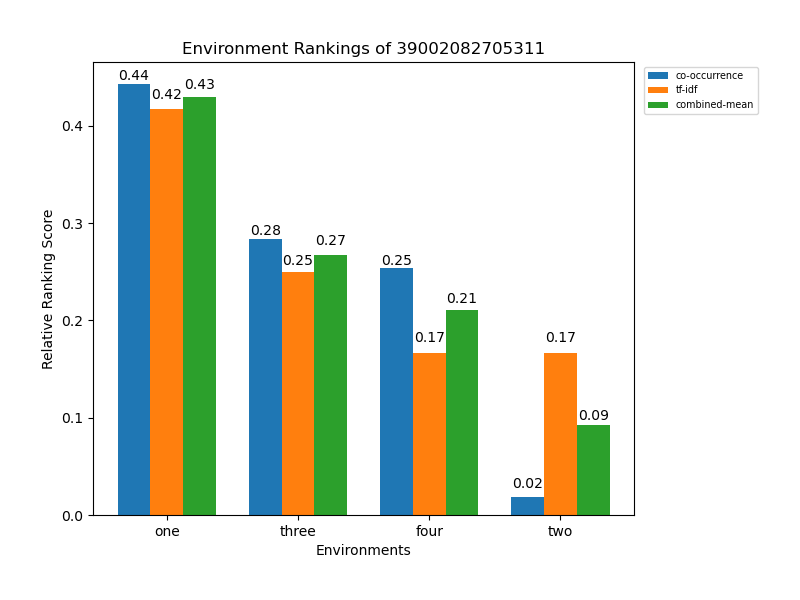 Environment Rankings of 39002082705311
co-occurrence
tf-idf
combined-mean
0.44
0.42
0.43
0.28
0.25
0.27
0.25
0.17
0.21
0.02
0.17
0.09
Relative Ranking Score
0.4
0.3
0.2
0.1
0.0
one three four two
Environments